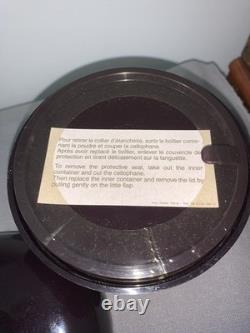 Pour retirer le collier d'étanchéité, sortir le boîtier conte-
nant la poudre et couper la cellophane.
Après avoir replacé le boîtier, enlever le couvercle de
protection en tirant délicatement sur la languette.
To remove the protective seal, take out the inner
container and cut the cellophane.
Then replace the inner container and remove the lid by
pulling gently on the little flap.